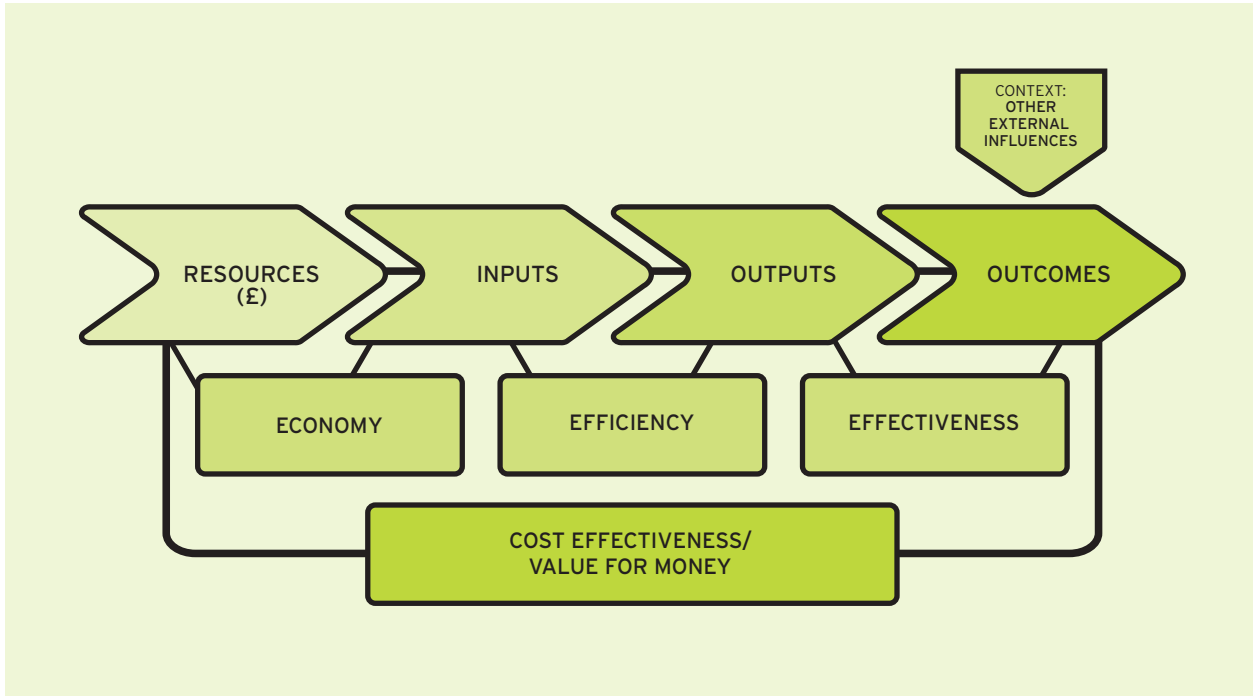 CONTEXT:
OTHER
EXTERNAL
INFLUENCES
RESOURCES
(£)
INPUTS
OUTPUTS
OUTCOMES
ECONOMY
EFFICIENCY
EFFECTIVENESS
COST EFFECTIVENESS/
VALUE FOR MONEY